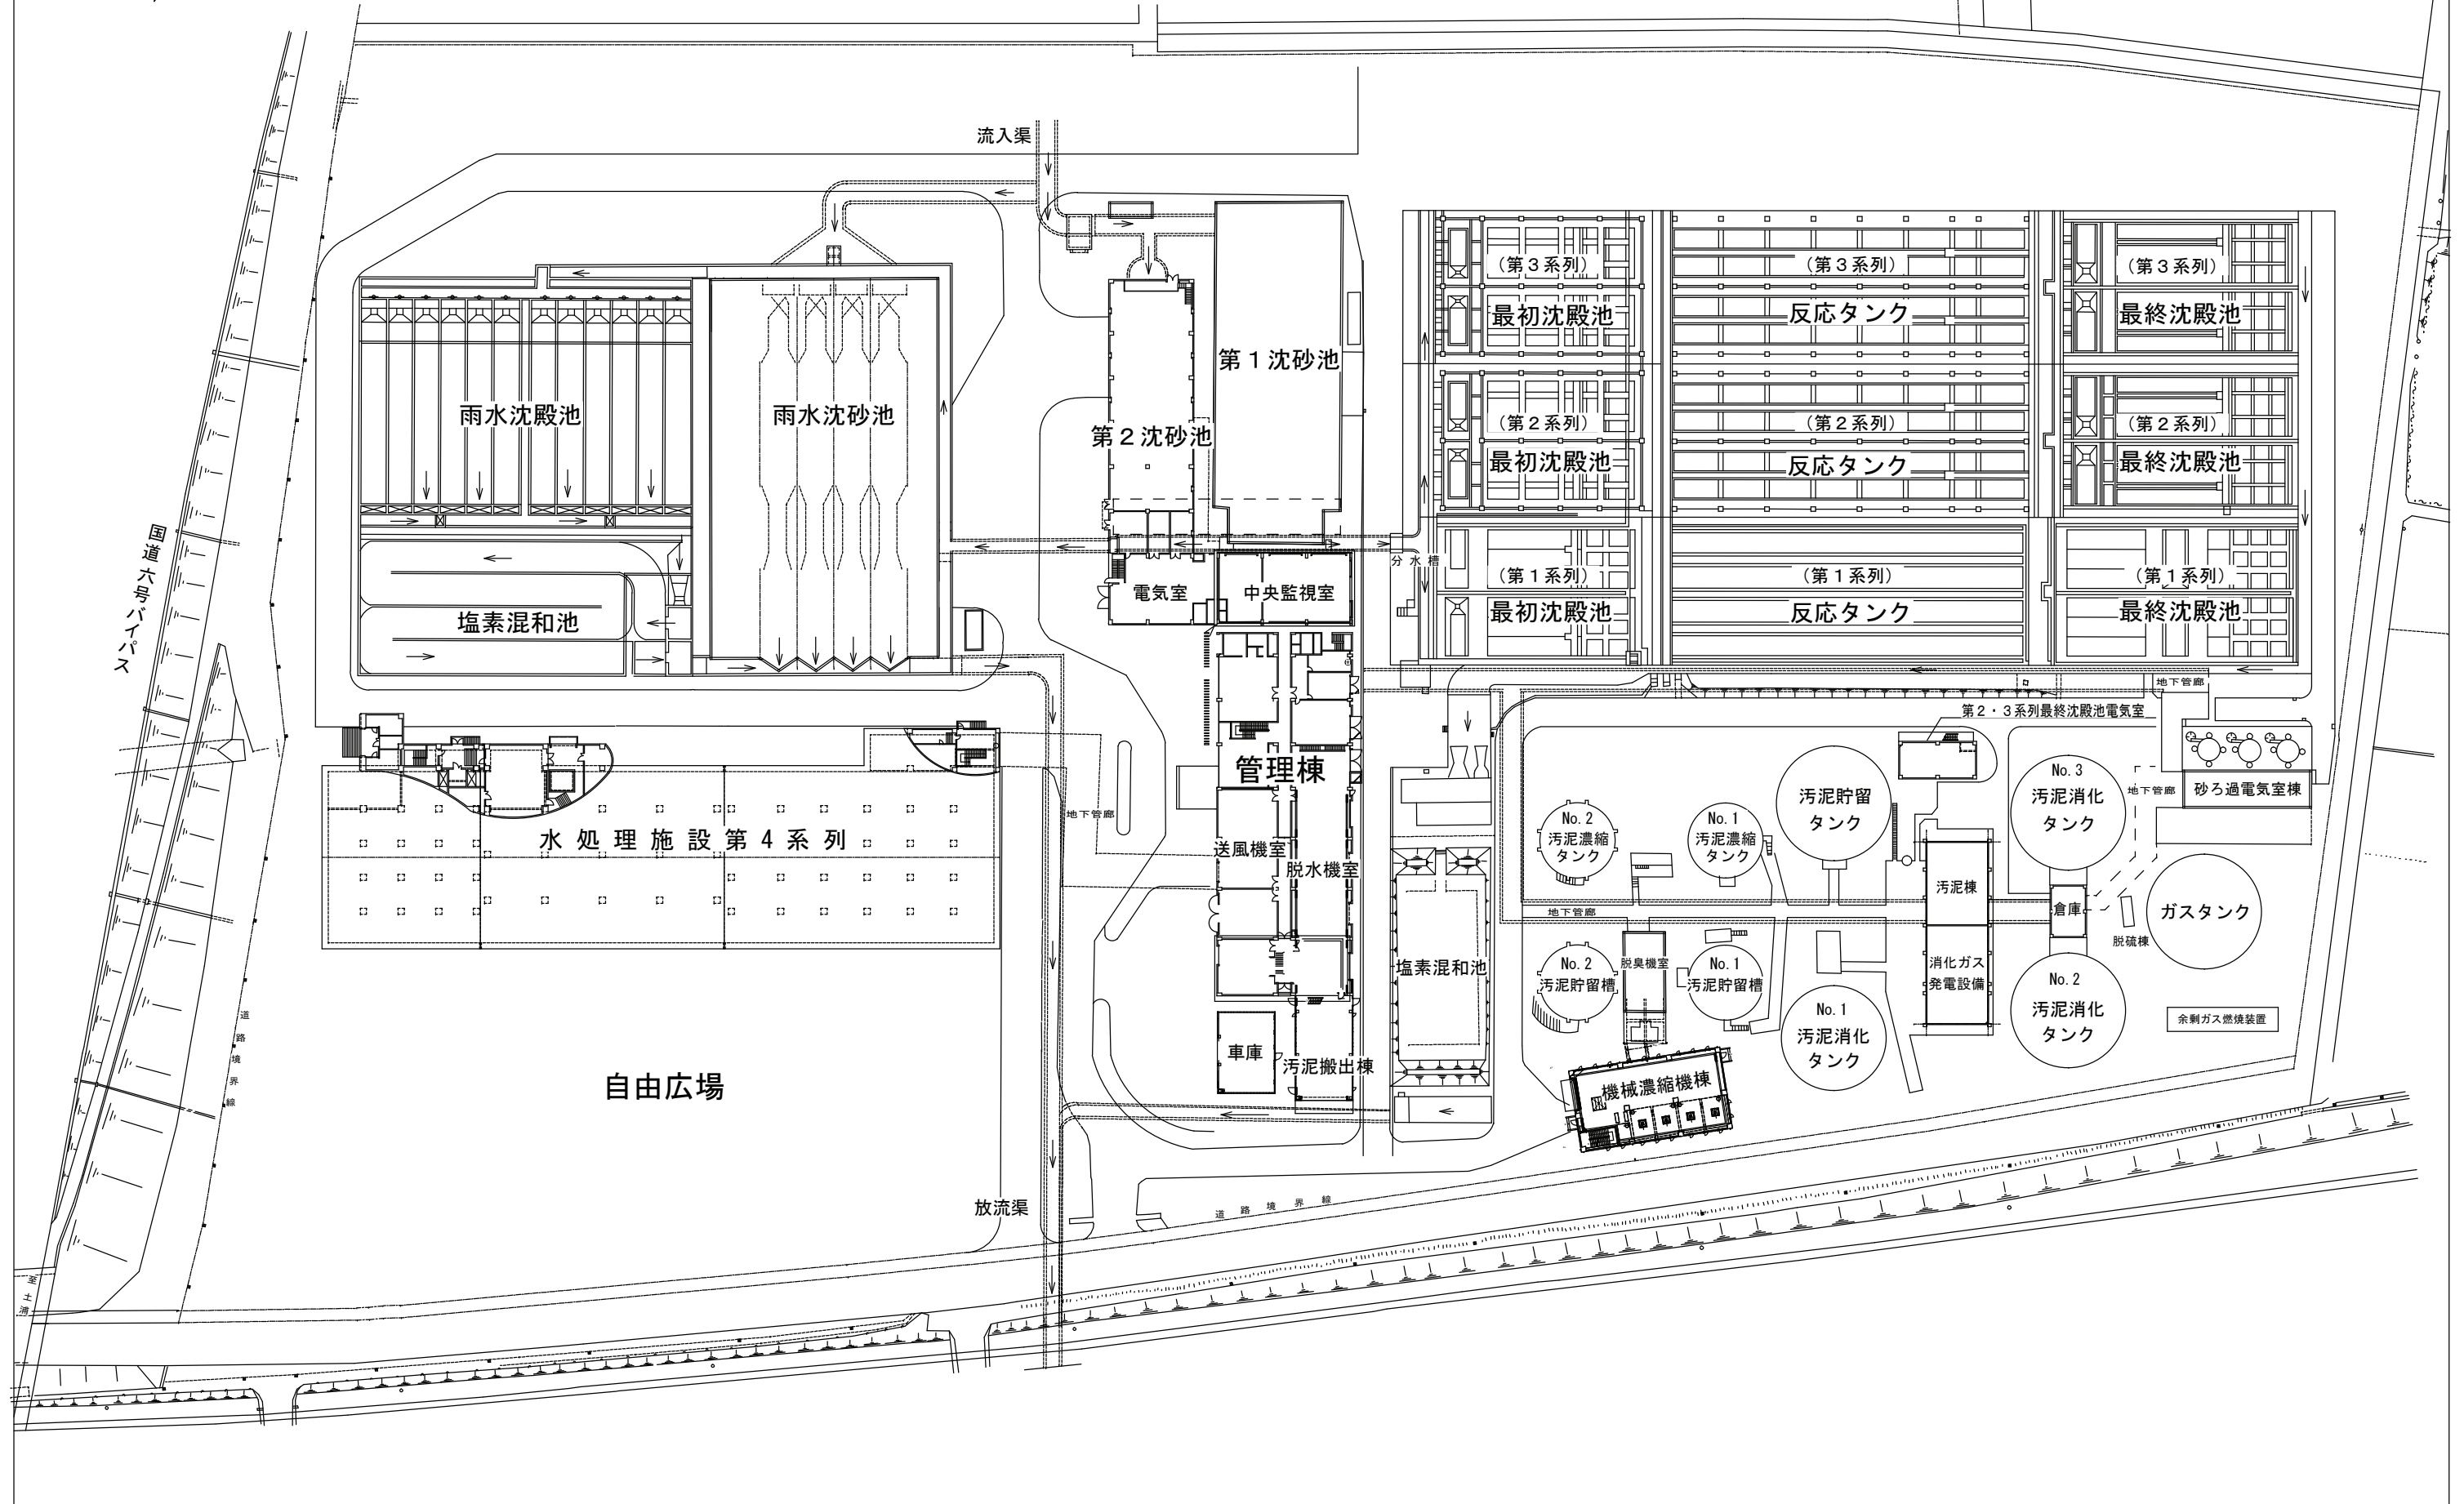 流入渠
(第3系列)
(第3系列)
(第3系列)
最初沈殿池
反応タンク
最終沈殿池
第1沈砂池
雨水沈殿池
雨水沈砂池
第2沈砂池
(第2系列)
(第2系列)
(第2系列)
最初沈殿池
反応タンク
最終沈殿池
国道六号バイパス
分水槽
電気室
中央監視室
(第1系列)
(第1系列)
(第1系列)
塩素混和池
最初沈殿池
反応タンク
最終沈殿池
地下管廊
第2・3系列最終沈殿池電気室
管理棟
砂ろ過電気室棟
地下管廊
No.3
汚泥消化
タンク
汚泥貯留
タンク
No.2
汚泥濃縮
タンク
No.1
汚泥濃縮
タンク
地下管廊
水処理施設第4系列
送風機室
脱水機室
汚泥棟
倉庫
ガスタンク
地下管廊
脱硫棟
塩素混和池
No.2
汚泥貯留槽
脱臭機室
No.1
汚泥貯留槽
消化ガス
発電設備
No.2
汚泥消化
タンク
No.1
汚泥消化
タンク
余剰ガス燃焼装置
道路境界線
自由広場
車庫
汚泥搬出棟
機械濃縮機棟
放流渠
道路境界線
至土浦